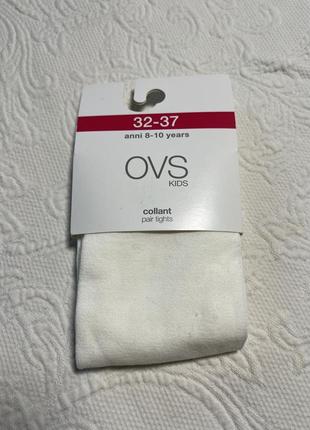 32-37
anni 8-10 years
OVS
KIDS
collant
pair tights